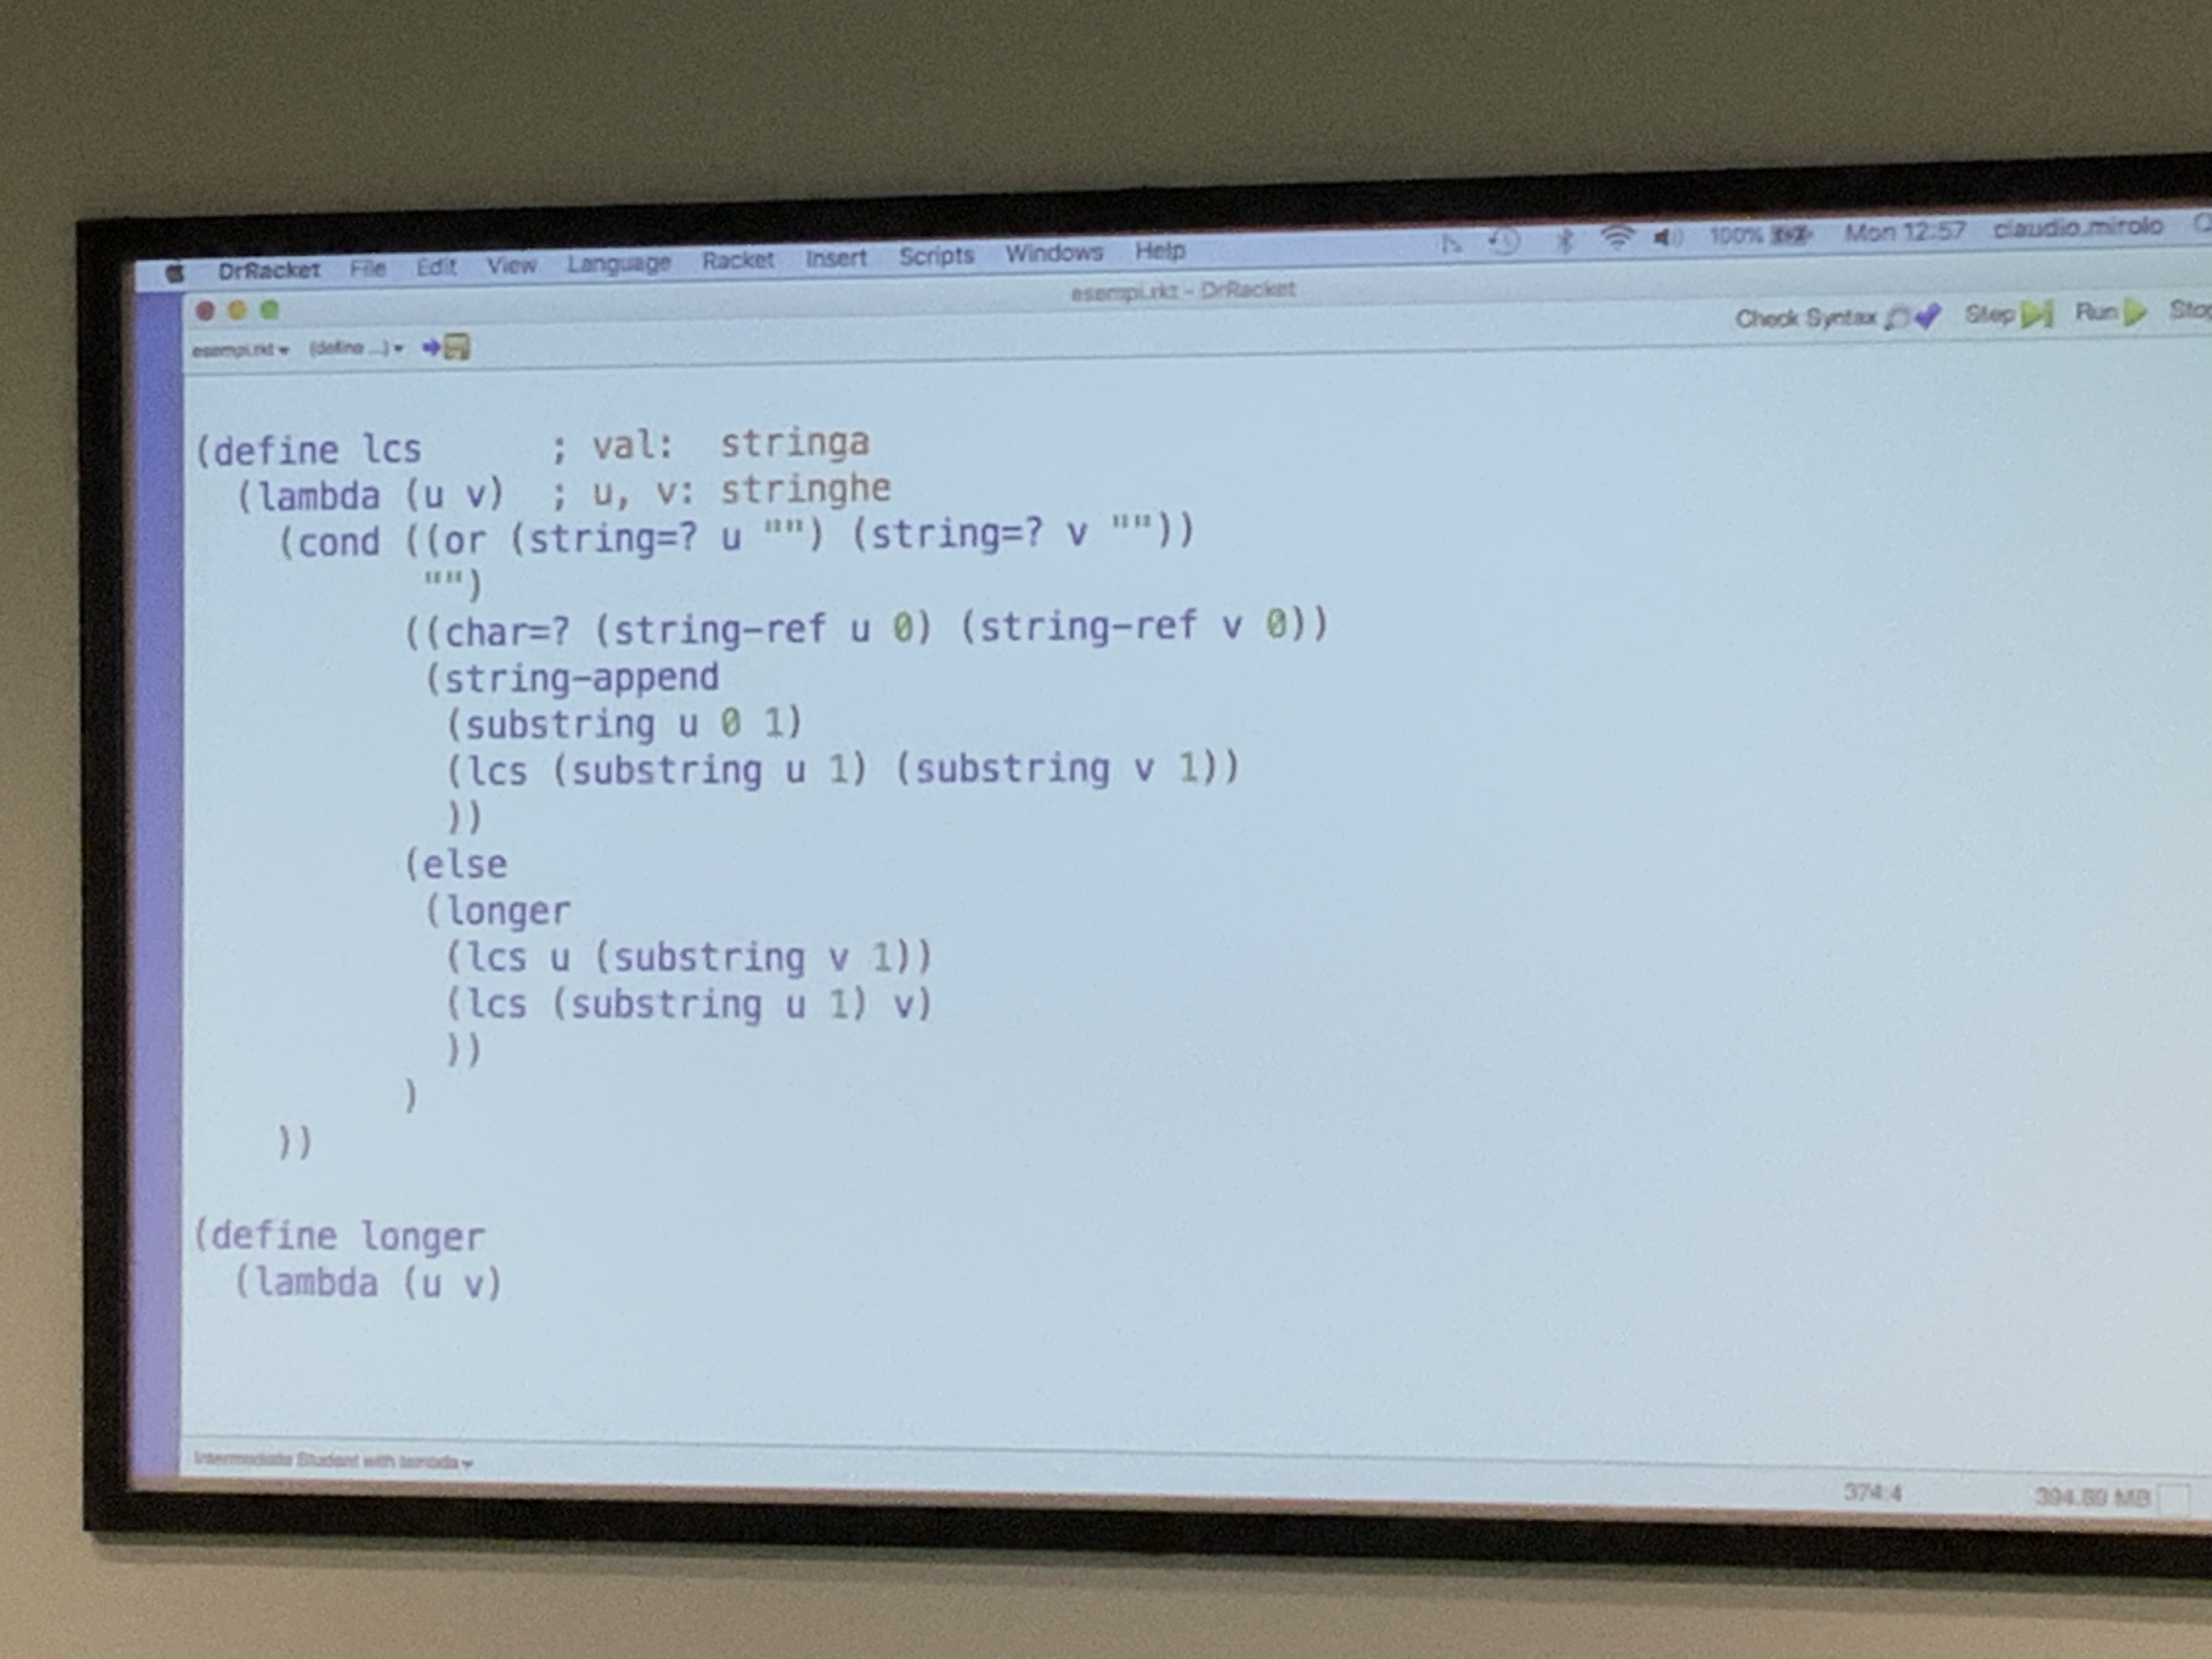 DrRacket File Edit View Language Racket Insert Scripts Windows Help 100% Mon 12:57 claudio.mirolo
esempi.rkt - DrRacket
esempi.rkt (define ...) Check Syntax Step Run
(define lcs ; val: stringa
(lambda (u v) ; u, v: stringhe
(cond ((or (string=? u "") (string=? v ""))
"")
((char=? (string-ref u 0) (string-ref v 0))
(string-append
(substring u 0 1)
(lcs (substring u 1) (substring v 1))
))
(else
(longer
(lcs u (substring v 1))
(lcs (substring u 1) v)
))
)
))
(define longer
(lambda (u v)
Intermediate Student with lambda
374:4 394.89 MB